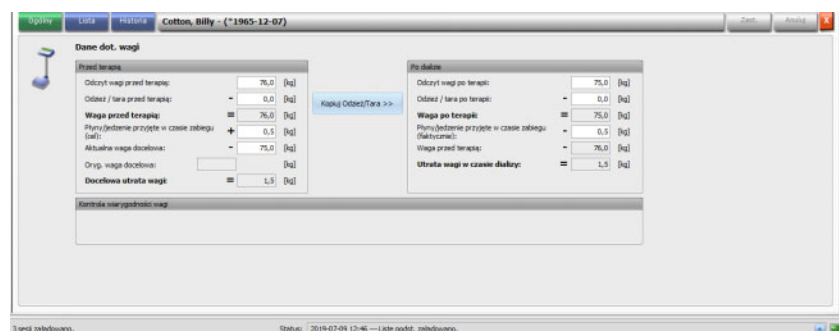 Ogólny Lista Historia Cotton, Billy - (*1965-12-07) Zast. Anuluj X
Dane dot. wagi
Przed terapią
Odczyt wagi przed terapią: 76,0 [kg]
Odzież / tara przed terapią: - 0,0 [kg]
Waga przed terapią: = 76,0 [kg]
Płyny/jedzenie przyjęte w czasie zabiegu (cel): + 0,5 [kg]
Aktualna waga docelowa: - 75,0 [kg]
Oryg. waga docelowa: [kg]
Docelowa utrata wagi: = 1,5 [kg]
Kopiuj Odzież/Tara >>
Po dializie
Odczyt wagi po terapii: 75,0 [kg]
Odzież / tara po terapii: - 0,0 [kg]
Waga po terapii: = 75,0 [kg]
Płyny/jedzenie przyjęte w czasie zabiegu (faktycznie): - 0,5 [kg]
Waga przed terapią: - 76,0 [kg]
Utrata wagi w czasie dializy: = 1,5 [kg]
Kontrola wiarygodności wagi
3 sesji załadowano. Status: 2019-07-09 12:46 --- Liste podst. załadowano.